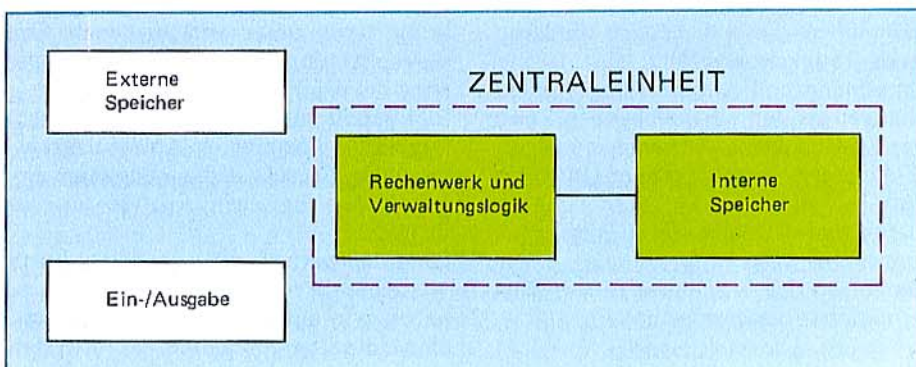 Externe
Speicher
ZENTRALEINHEIT
Rechenwerk und
Verwaltungslogik
Interne
Speicher
Ein-/Ausgabe